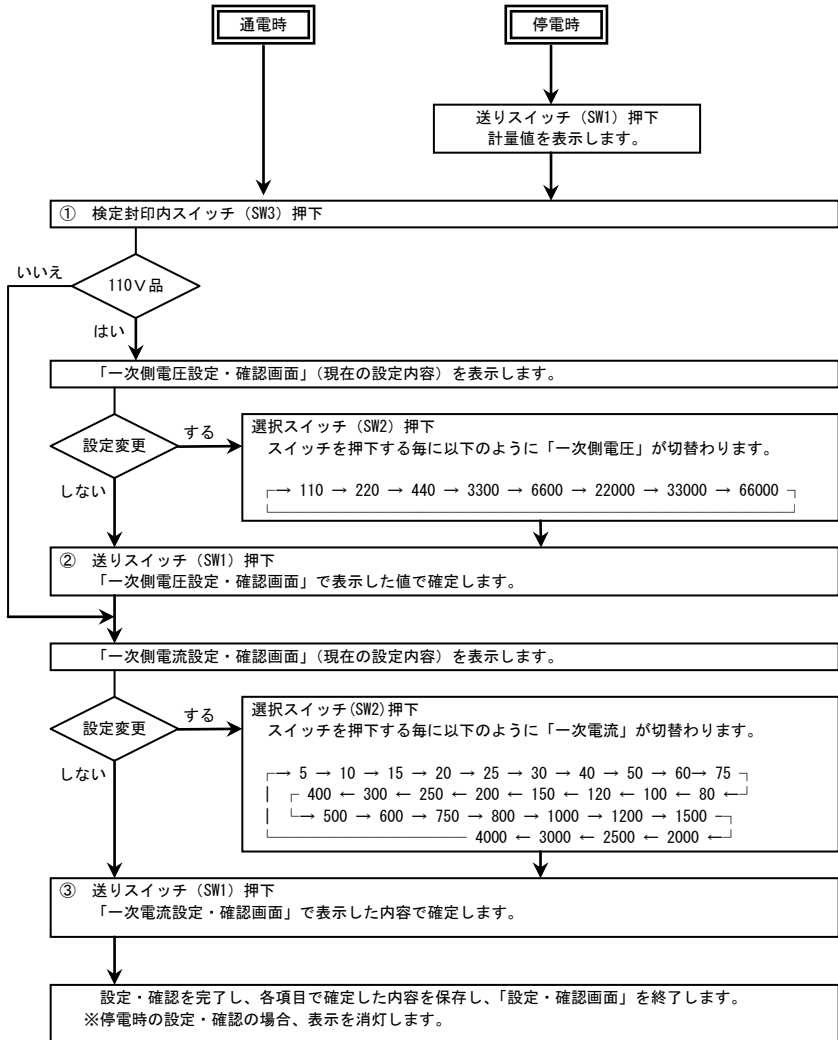 通電時
停電時
送りスイッチ（SW1）押下
計量値を表示します。
① 検定封印内スイッチ（SW3）押下
いいえ
110V品
はい
「一次側電圧設定・確認画面」（現在の設定内容）を表示します。
設定変更
する
しない
選択スイッチ（SW2）押下
スイッチを押下する毎に以下のように「一次側電圧」が切替わります。
→ 110 → 220 → 440 → 3300 → 6600 → 22000 → 33000 → 66000
② 送りスイッチ（SW1）押下
「一次側電圧設定・確認画面」で表示した値で確定します。
「一次側電流設定・確認画面」（現在の設定内容）を表示します。
設定変更
する
しない
選択スイッチ(SW2)押下
スイッチを押下する毎に以下のように「一次電流」が切替わります。
→ 5 → 10 → 15 → 20 → 25 → 30 → 40 → 50 → 60→ 75
400 ← 300 ← 250 ← 200 ← 150 ← 120 ← 100 ← 80 ←
→ 500 → 600 → 750 → 800 → 1000 → 1200 → 1500
4000 ← 3000 ← 2500 ← 2000 ←
③ 送りスイッチ（SW1）押下
「一次電流設定・確認画面」で表示した内容で確定します。
設定・確認を完了し、各項目で確定した内容を保存し、「設定・確認画面」を終了します。
※停電時の設定・確認の場合、表示を消灯します。